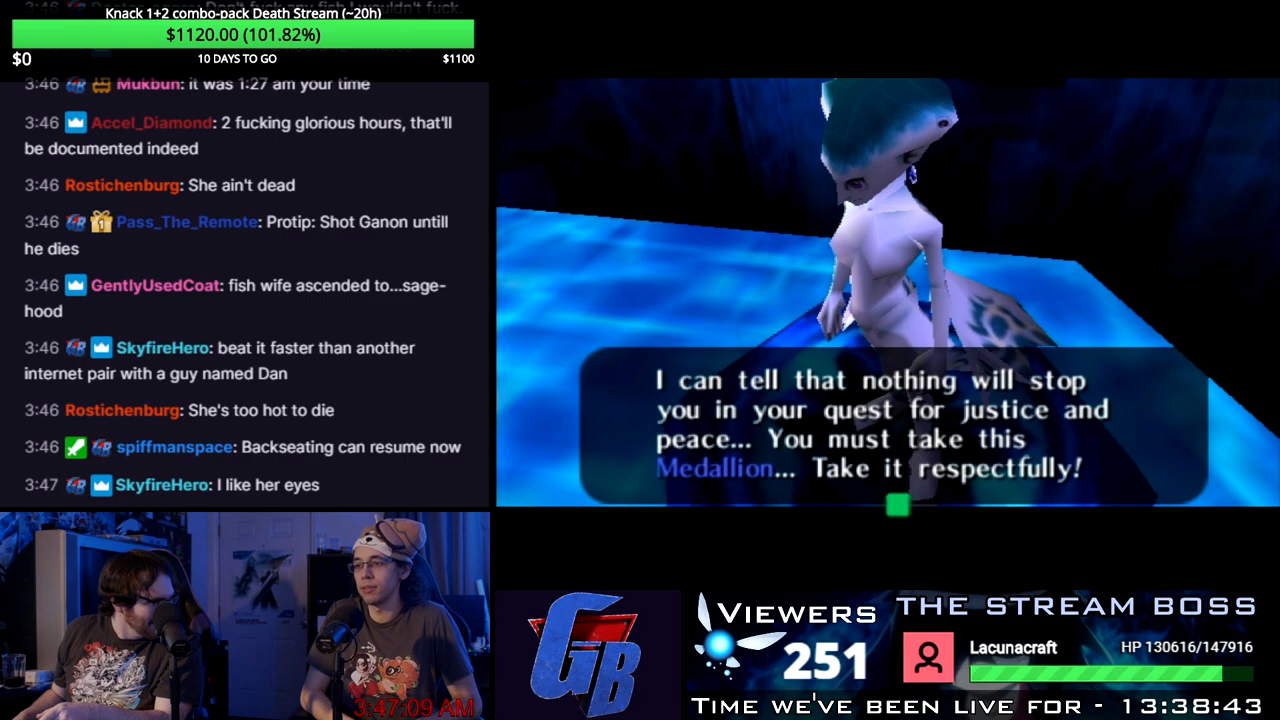 Knack 1+2 combo-pack Death Stream (~20h)
$1120.00 (101.82%)
$0
10 DAYS TO GO
$1100
3:46 Mukbun: it was 1:27 am your time
3:46 Accel_Diamond: 2 fucking glorious hours, that'll
be documented indeed
3:46 Rostichenburg: She ain't dead
3:46 Pass_The_Remote: Protip: Shot Ganon untill
he dies
3:46 GentlyUsedCoat: fish wife ascended to...sage-
hood
3:46 SkyfireHero: beat it faster than another
internet pair with a guy named Dan
3:46 Rostichenburg: She's too hot to die
3:46 spiffmanspace: Backseating can resume now
3:47 SkyfireHero: I like her eyes
I can tell that nothing will stop
you in your quest for justice and
peace... You must take this
Medallion... Take it respectfully!
3:47:09 AM
GB
VIEWERS
251
THE STREAM BOSS
Lacunacraft
HP 130616/147916
TIME WE'VE BEEN LIVE FOR - 13:38:43